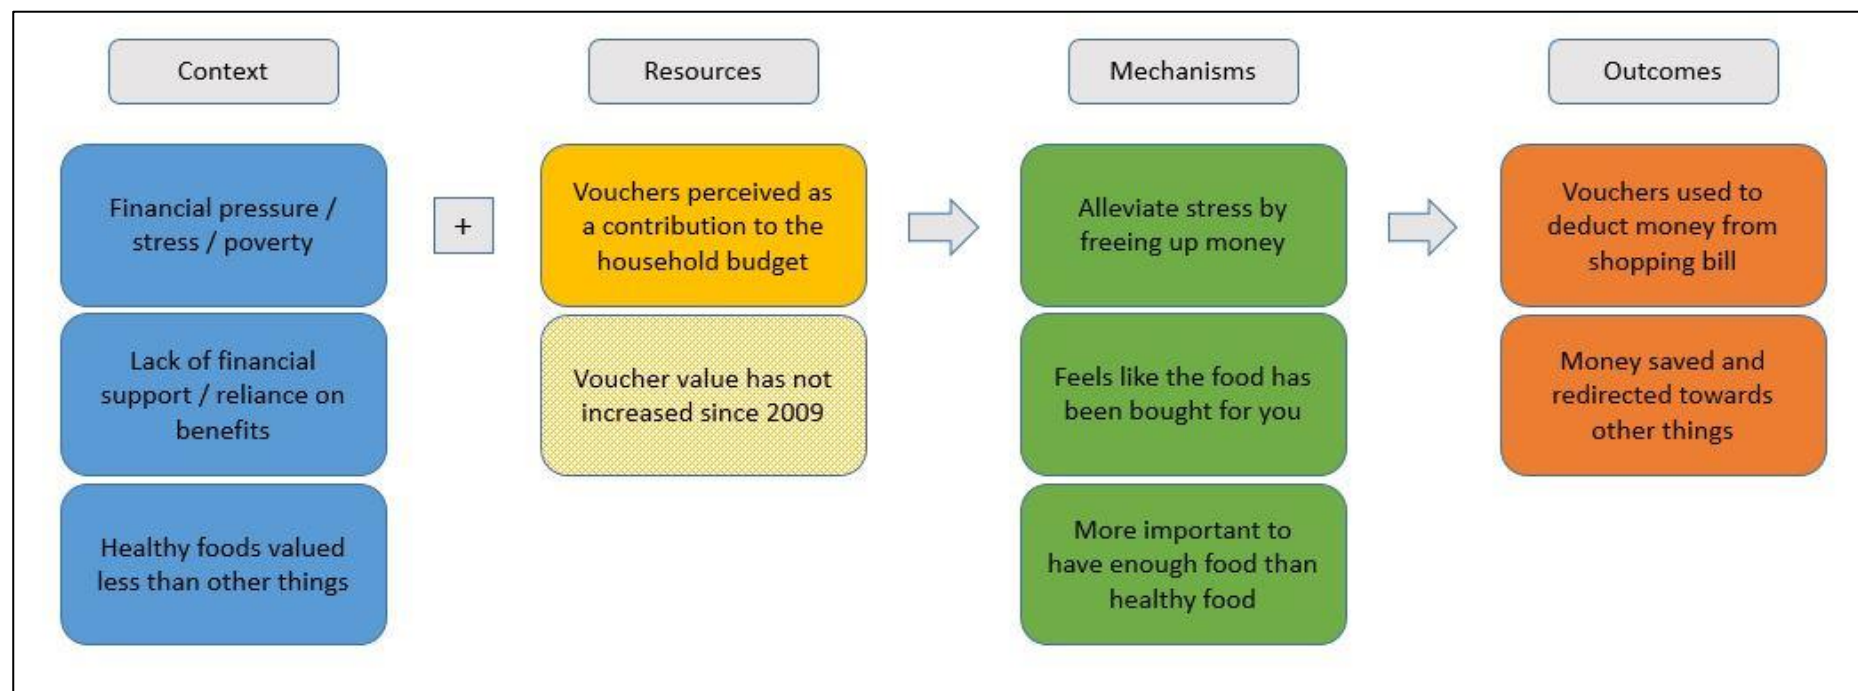 Context
Resources
Mechanisms
Outcomes
Financial pressure /
stress / poverty
+
Vouchers perceived as
a contribution to the
household budget
Alleviate stress by
freeing up money
Vouchers used to
deduct money from
shopping bill
Lack of financial
support / reliance on
benefits
Voucher value has not
increased since 2009
Feels like the food has
been bought for you
Money saved and
redirected towards
other things
Healthy foods valued
less than other things
More important to
have enough food than
healthy food